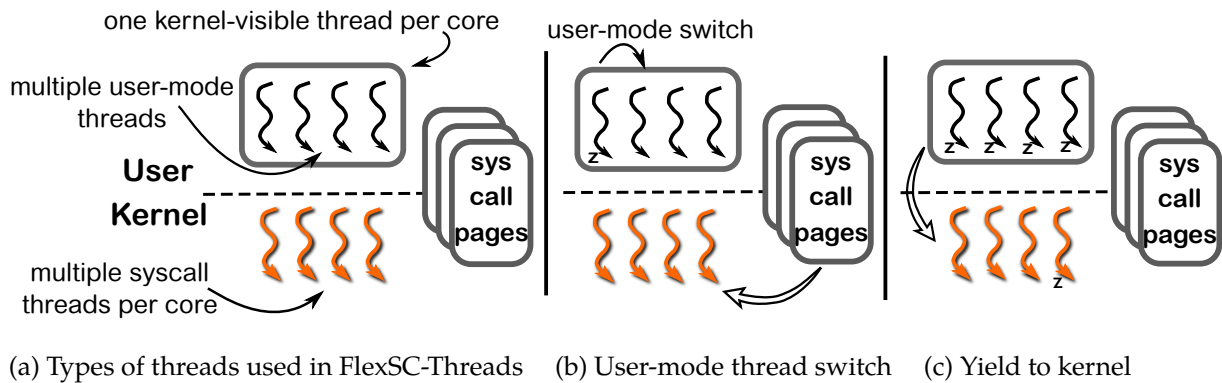 one kernel-visible thread per core
multiple user-mode
threads
User
Kernel
multiple syscall
threads per core
sys
call
pages
(a) Types of threads used in FlexSC-Threads
user-mode switch
z
sys
call
pages
(b) User-mode thread switch
z z z z
sys
call
pages
z
(c) Yield to kernel